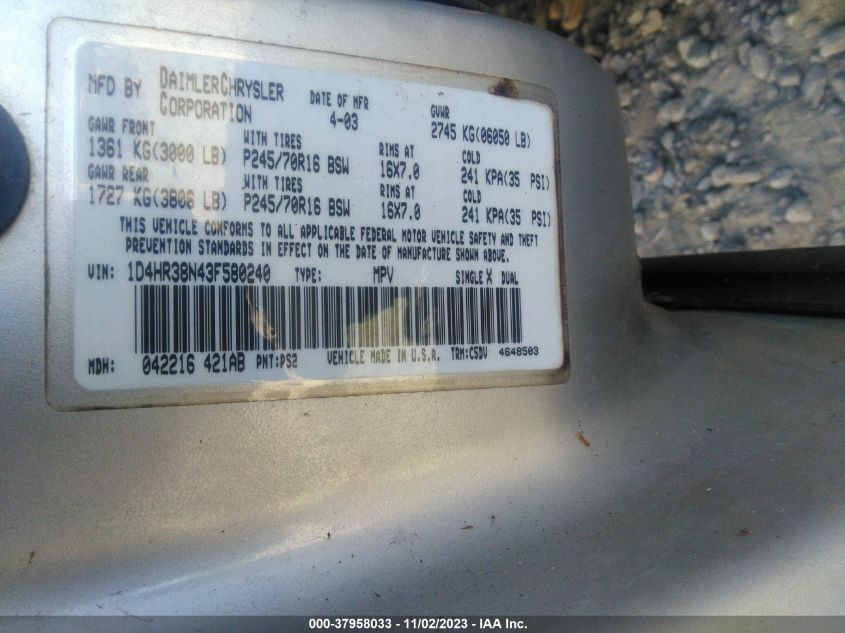 MFD BY DAIMLERCHRYSLER CORPORATION
DATE OF MFR 4-03
GVWR 2745 KG(06050 LB)
GAWR FRONT WITH TIRES RIMS AT COLD
1361 KG(3000 LB) P245/70R16 BSW 16X7.0 241 KPA(35 PSI)
GAWR REAR WITH TIRES RIMS AT COLD
1727 KG(3806 LB) P245/70R16 BSW 16X7.0 241 KPA(35 PSI)
THIS VEHICLE CONFORMS TO ALL APPLICABLE FEDERAL MOTOR VEHICLE SAFETY AND THEFT
PREVENTION STANDARDS IN EFFECT ON THE DATE OF MANUFACTURE SHOWN ABOVE.
VIN: 1D4HR38N43F580240 TYPE: MPV SINGLE X DUAL
MDH: 042216 421AB PNT:PS2 VEHICLE MADE IN U.S.A. TRM:C5DV 4648503
000-37958033 - 11/02/2023 - IAA Inc.